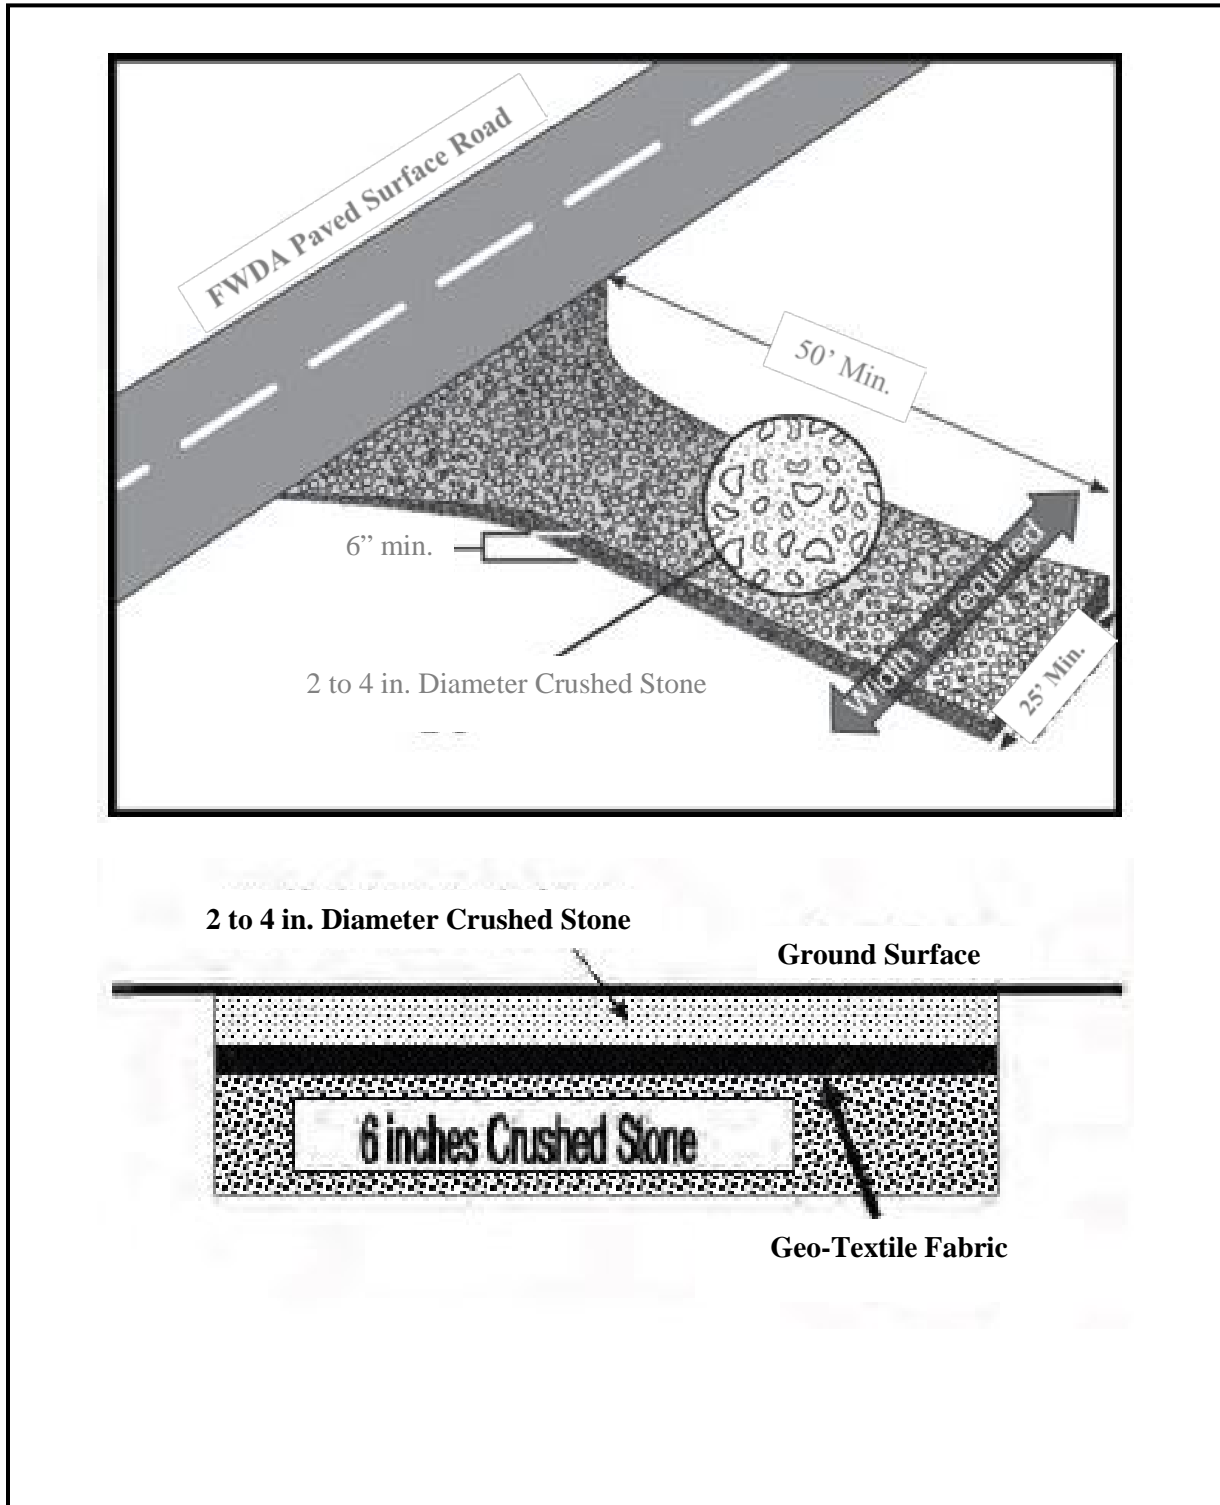 FWDA Paved Surface Road
50’ Min.
6” min.
Width as required
25’ Min.
2 to 4 in. Diameter Crushed Stone
2 to 4 in. Diameter Crushed Stone
Ground Surface
6 inches Crushed Stone
Geo-Textile Fabric